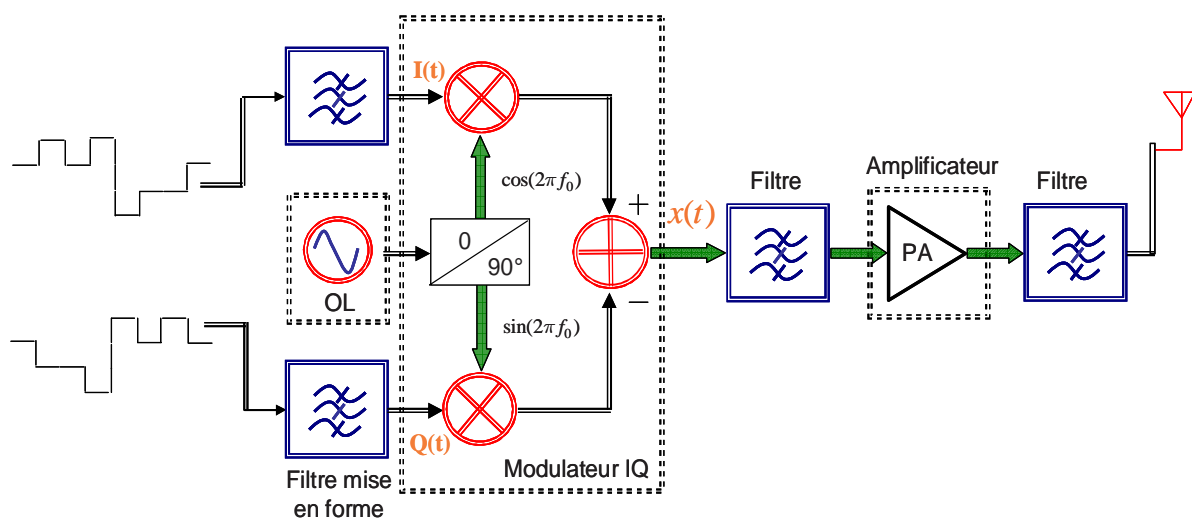 I(t)
cos(2πf₀)
+
x(t)
Filtre
Amplificateur
Filtre
0
90°
PA
OL
−
sin(2πf₀)
Q(t)
Modulateur IQ
Filtre mise
en forme